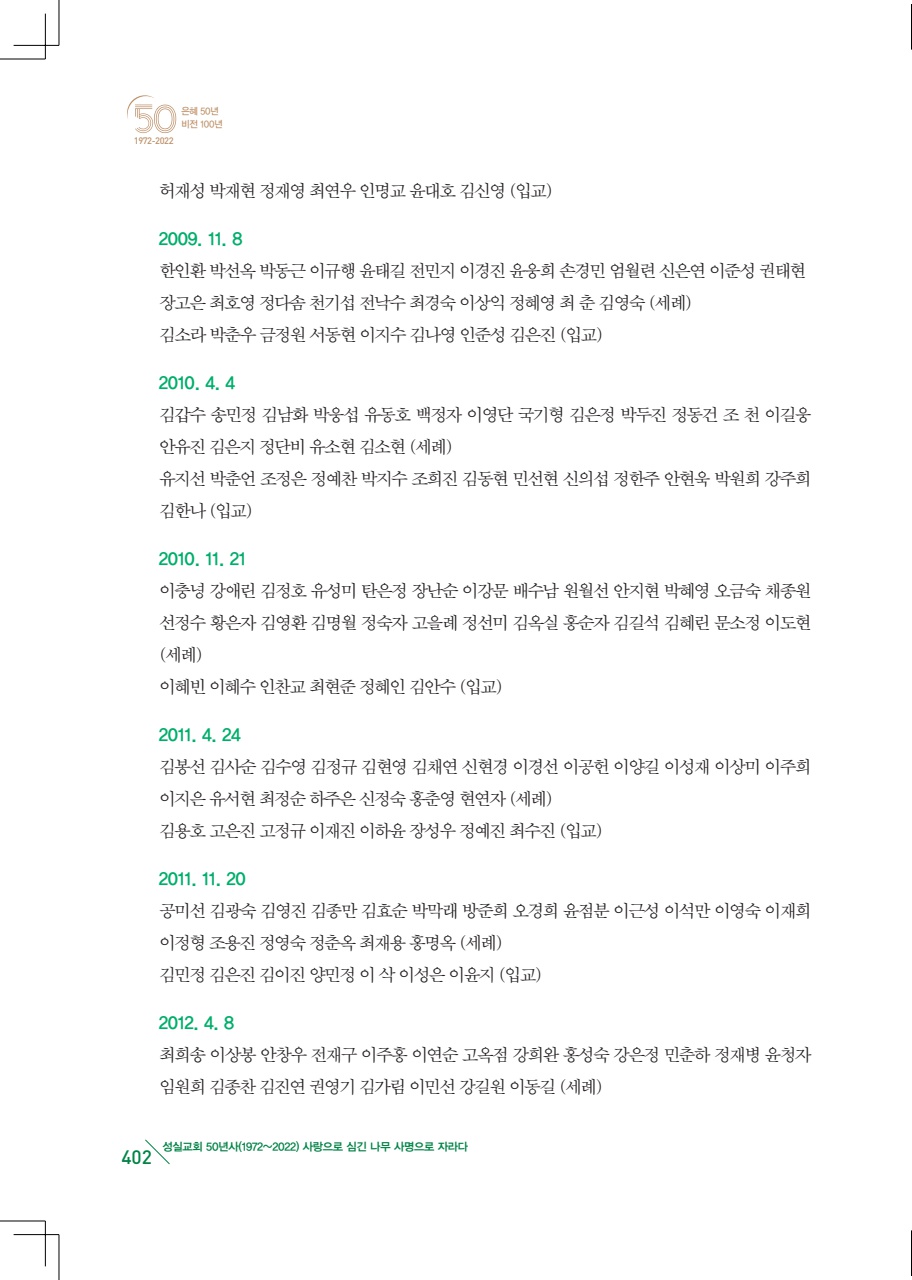 50 은혜 50년
비전 100년
1972-2022
허재성 박재현 정재영 최연우 인명교 윤대호 김신영 (입교)
2009. 11. 8
한인환 박선옥 박동근 이규행 윤태길 전민지 이경진 윤웅희 손경민 엄월련 신은연 이준성 권태현
장고은 최호영 정다솜 천기섭 전낙수 최경숙 이상익 정혜영 최 춘 김영숙 (세례)
김소라 박춘우 금정원 서동현 이지수 김나영 인준성 김은진 (입교)
2010. 4. 4
김갑수 송민정 김남화 박웅섭 유동호 백정자 이영단 국기형 김은정 박두진 정동건 조 천 이길웅
안유진 김은지 정단비 유소현 김소현 (세례)
유지선 박춘언 조정은 정예찬 박지수 조희진 김동현 민선현 신의섭 정한주 안현욱 박원희 강주희
김한나 (입교)
2010. 11. 21
이충녕 강애린 김정호 유성미 탄은정 장난순 이강문 배수남 원월선 안지현 박혜영 오금숙 채종원
선정수 황은자 김영환 김명월 정숙자 고을례 정선미 김옥실 홍순자 김길석 김혜린 문소정 이도현
(세례)
이혜빈 이혜수 인찬교 최현준 정혜인 김안수 (입교)
2011. 4. 24
김봉선 김사순 김수영 김정규 김현영 김채연 신현경 이경선 이공헌 이양길 이성재 이상미 이주희
이지은 유서현 최정순 하주은 신정숙 홍춘영 현연자 (세례)
김용호 고은진 고정규 이재진 이하윤 장성우 정예진 최수진 (입교)
2011. 11. 20
공미선 김광숙 김영진 김종만 김효순 박막래 방준희 오경희 윤점분 이근성 이석만 이영숙 이재희
이정형 조용진 정영숙 정춘옥 최재용 홍명옥 (세례)
김민정 김은진 김이진 양민정 이 삭 이성은 이윤지 (입교)
2012. 4. 8
최희송 이상봉 안창우 전재구 이주홍 이연순 고옥점 강희완 홍성숙 강은정 민춘하 정재병 윤청자
임원희 김종찬 김진연 권영기 김가림 이민선 강길원 이동길 (세례)
402 성실교회 50년사(1972~2022) 사랑으로 심긴 나무 사명으로 자라다